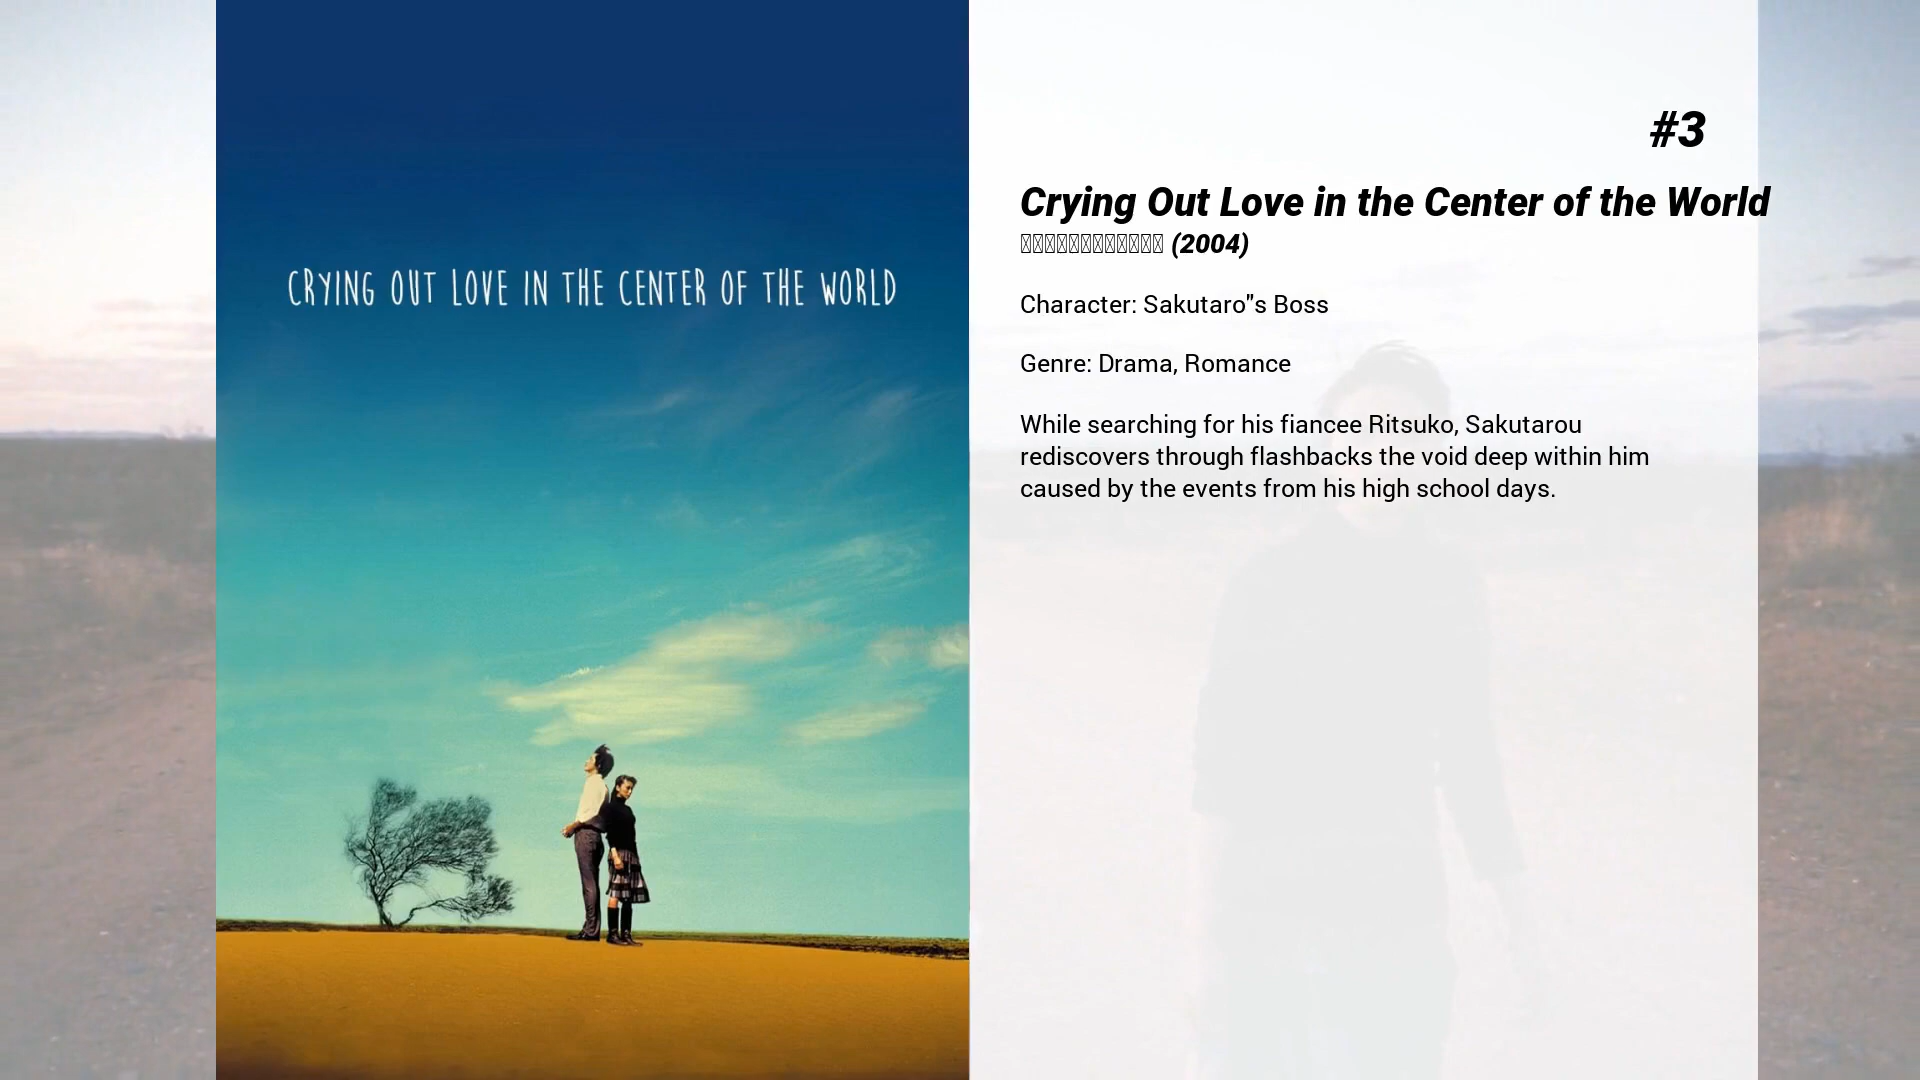 CRYING OUT LOVE IN THE CENTER OF THE WORLD
#3
Crying Out Love in the Center of the World
(2004)
Character: Sakutaro"s Boss
Genre: Drama, Romance
While searching for his fiancee Ritsuko, Sakutarou
rediscovers through flashbacks the void deep within him
caused by the events from his high school days.